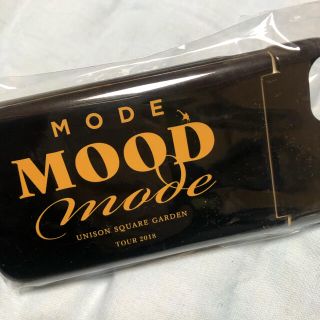 MODE
MOOD
mode
UNISON SQUARE GARDEN
TOUR 2018